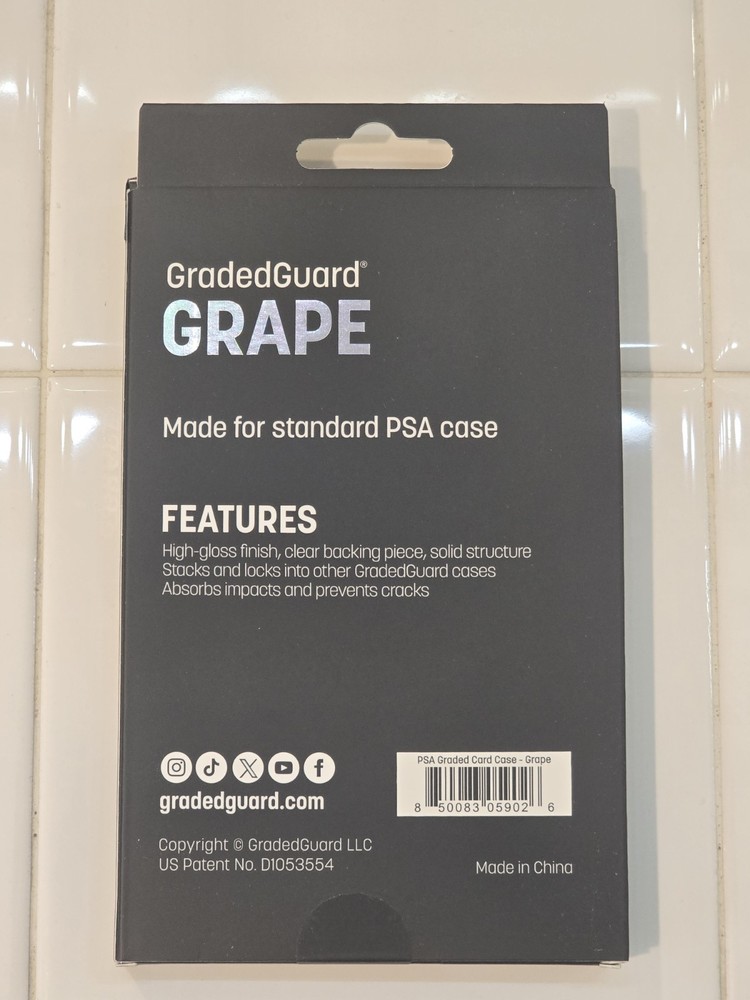 GradedGuard®
GRAPE
Made for standard PSA case
FEATURES
High-gloss finish, clear backing piece, solid structure
Stacks and locks into other GradedGuard cases
Absorbs impacts and prevents cracks
gradedguard.com
PSA Graded Card Case - Grape
8 50083 05902 6
Copyright © GradedGuard LLC
US Patent No. D1053554
Made in China